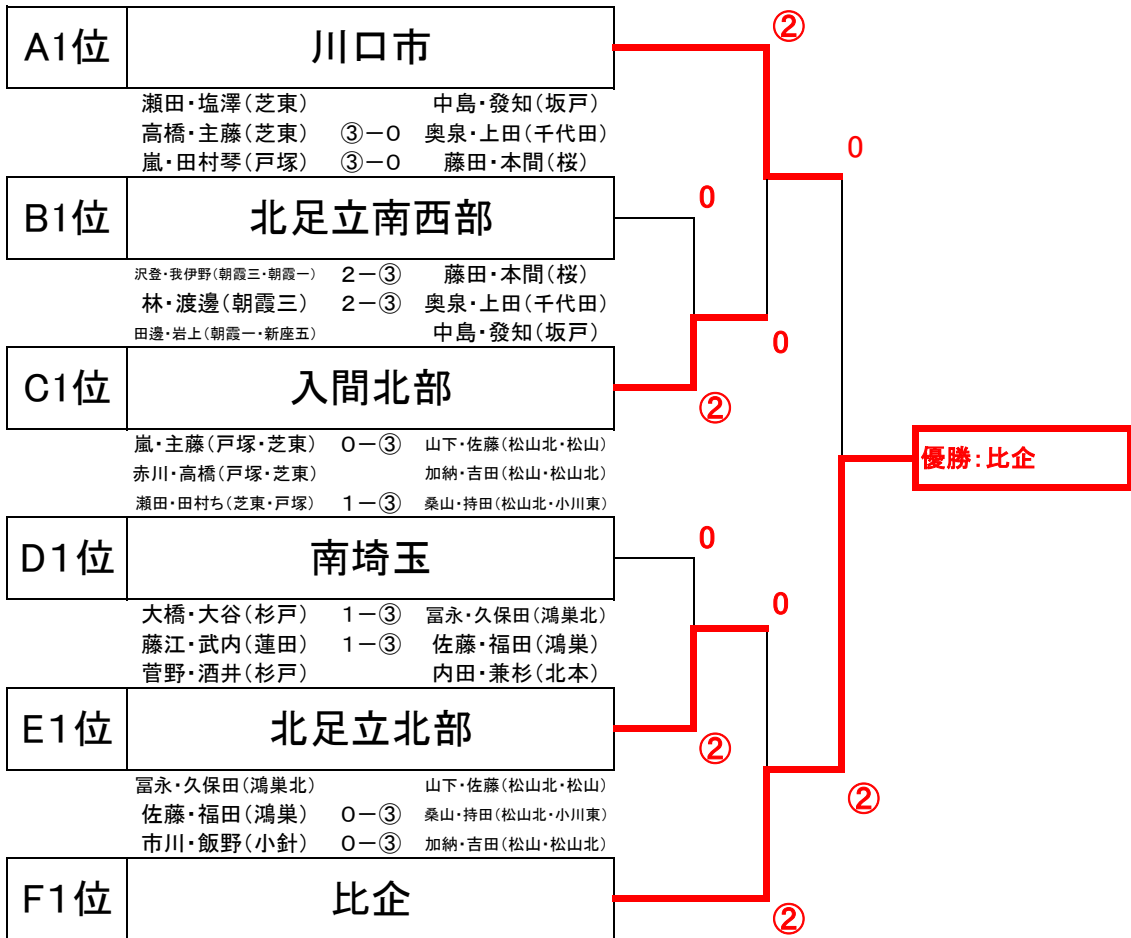 ②
A1位 川口市
瀬田・塩澤(芝東) 中島・發知(坂戸)
高橋・主藤(芝東) ③－0 奥泉・上田(千代田)
0
嵐・田村琴(戸塚) ③－0 藤田・本間(桜)
0
B1位 北足立南西部
沢登・我伊野(朝霞三・朝霞一) 2－③ 藤田・本間(桜)
林・渡邊(朝霞三) 2－③ 奥泉・上田(千代田)
田邊・岩上(朝霞一・新座五) 中島・發知(坂戸)
0
C1位 入間北部
②
嵐・主藤(戸塚・芝東) 0－③ 山下・佐藤(松山北・松山)
優勝：比企
赤川・高橋(戸塚・芝東) 加納・吉田(松山・松山北)
瀬田・田村ち(芝東・戸塚) 1－③ 桑山・持田(松山北・小川東)
0
D1位 南埼玉
0
大橋・大谷(杉戸) 1－③ 冨永・久保田(鴻巣北)
藤江・武内(蓮田) 1－③ 佐藤・福田(鴻巣)
菅野・酒井(杉戸) 内田・兼杉(北本)
E1位 北足立北部
②
冨永・久保田(鴻巣北) 山下・佐藤(松山北・松山)
②
佐藤・福田(鴻巣) 0－③ 桑山・持田(松山北・小川東)
市川・飯野(小針) 0－③ 加納・吉田(松山・松山北)
F1位 比企
②